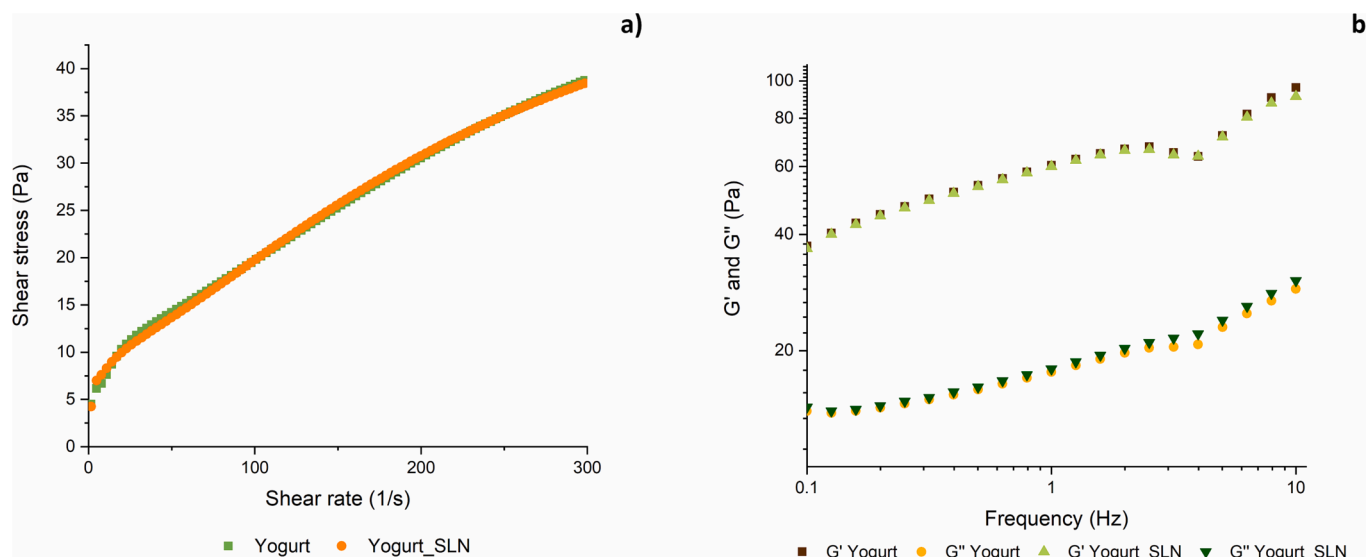 a)
40
35
30
25
20
15
10
5
0
Shear stress (Pa)
0 100 200 300
Shear rate (1/s)
Yogurt Yogurt_SLN
b
100
80
60
40
20
G' and G'' (Pa)
0.1 1 10
Frequency (Hz)
G' Yogurt G'' Yogurt G' Yogurt_SLN G'' Yogurt_SLN